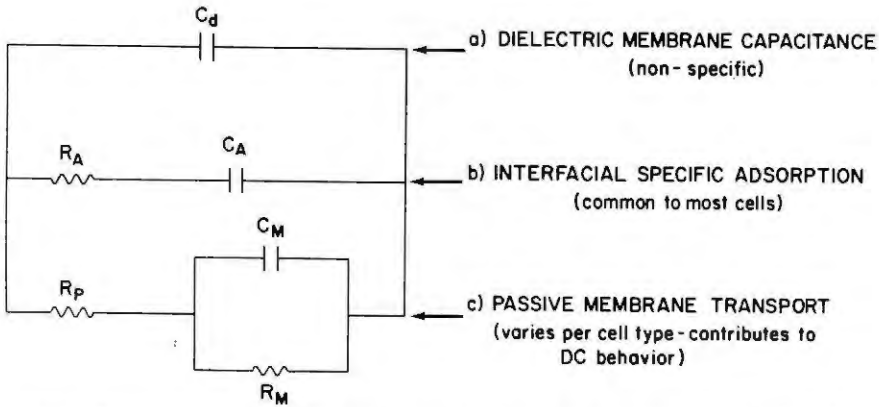 C_d
a) DIELECTRIC MEMBRANE CAPACITANCE
(non-specific)
R_A
C_A
b) INTERFACIAL SPECIFIC ADSORPTION
(common to most cells)
C_M
R_P
c) PASSIVE MEMBRANE TRANSPORT
(varies per cell type-contributes to
DC behavior)
R_M